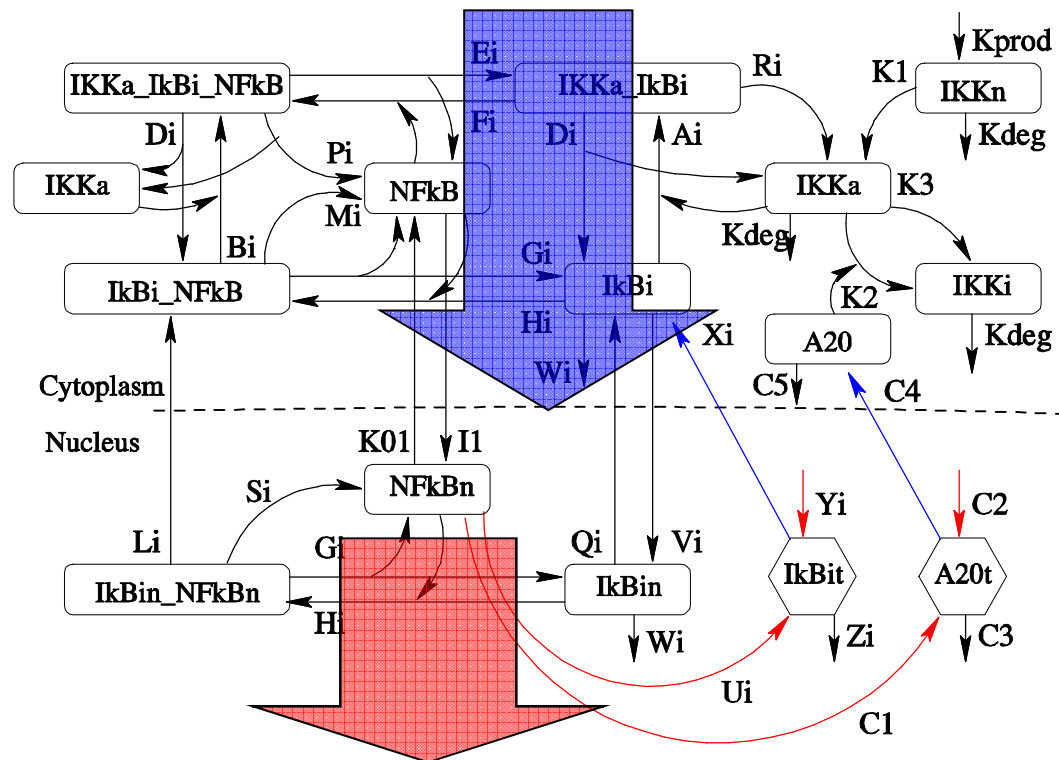 Kprod
Ei
Ri
K1
IKKa_IkBi_NFkB
IKKa_IkBi
IKKn
Fi
Di
Di
Ai
Kdeg
Pi
IKKa
NFkB
IKKa
K3
Mi
Kdeg
Bi
Gi
IkBi_NFkB
IkBi
IKKi
K2
Hi
Xi
A20
Kdeg
Wi
C5
C4
Cytoplasm
Nucleus
K01
I1
NFkBn
Si
Yi
C2
Li
Gi
Qi
Vi
IkBin_NFkBn
IkBin
IkBit
A20t
Hi
Wi
Zi
C3
Ui
C1